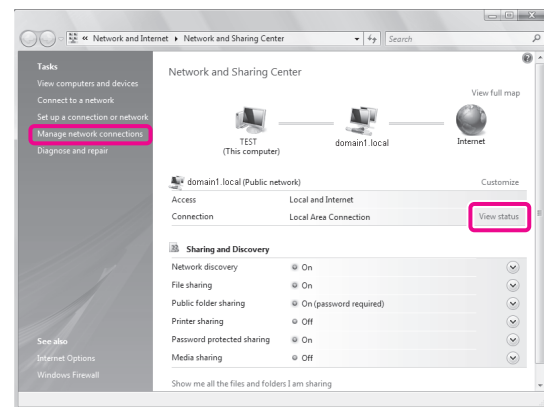 « Network and Internet ▸ Network and Sharing Center
Search
Tasks
View computers and devices
Connect to a network
Set up a connection or network
Manage network connections
Diagnose and repair
See also
Internet Options
Windows Firewall
Network and Sharing Center
View full map
TEST
(This computer)
domain1.local
Internet
domain1.local (Public network)
Customize
Access Local and Internet
Connection Local Area Connection View status
Sharing and Discovery
Network discovery On
File sharing On
Public folder sharing On (password required)
Printer sharing Off
Password protected sharing On
Media sharing Off
Show me all the files and folders I am sharing